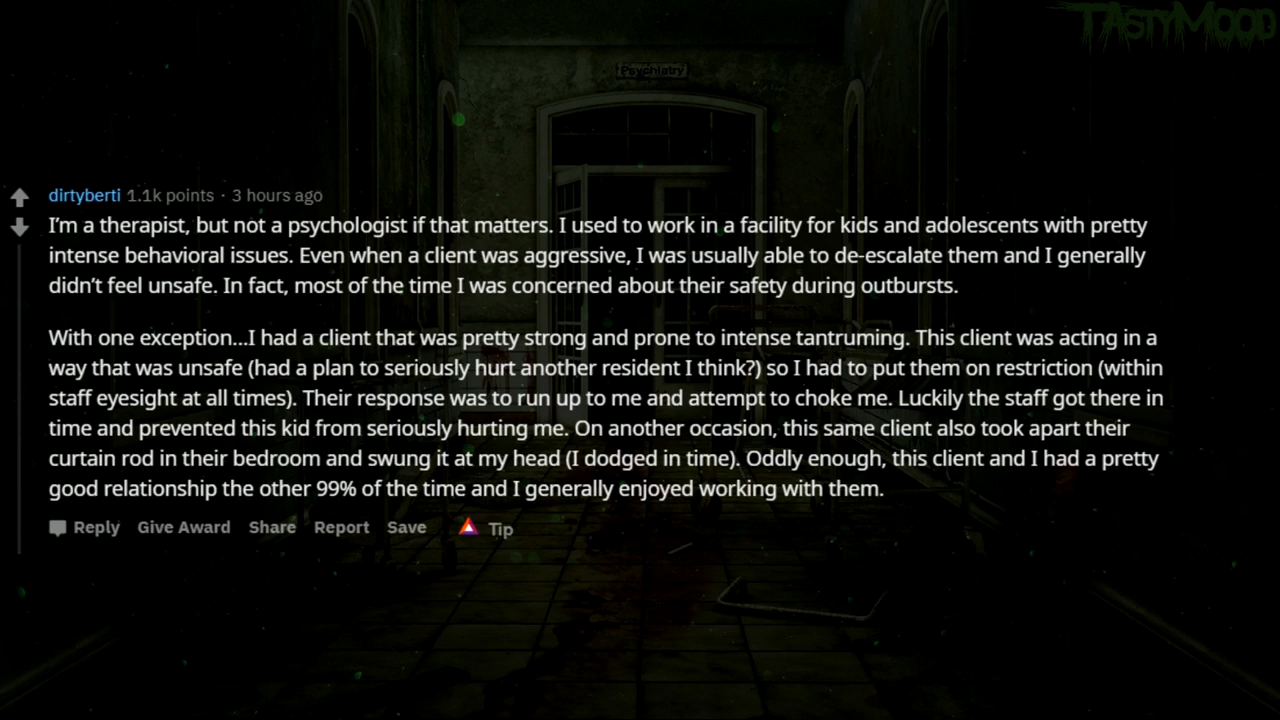 TASTYMOOD
Psychiatry
dirtyberti 1.1k points · 3 hours ago
I'm a therapist, but not a psychologist if that matters. I used to work in a facility for kids and adolescents with pretty
intense behavioral issues. Even when a client was aggressive, I was usually able to de-escalate them and I generally
didn't feel unsafe. In fact, most of the time I was concerned about their safety during outbursts.
With one exception...I had a client that was pretty strong and prone to intense tantruming. This client was acting in a
way that was unsafe (had a plan to seriously hurt another resident I think?) so I had to put them on restriction (within
staff eyesight at all times). Their response was to run up to me and attempt to choke me. Luckily the staff got there in
time and prevented this kid from seriously hurting me. On another occasion, this same client also took apart their
curtain rod in their bedroom and swung it at my head (I dodged in time). Oddly enough, this client and I had a pretty
good relationship the other 99% of the time and I generally enjoyed working with them.
Reply Give Award Share Report Save Tip